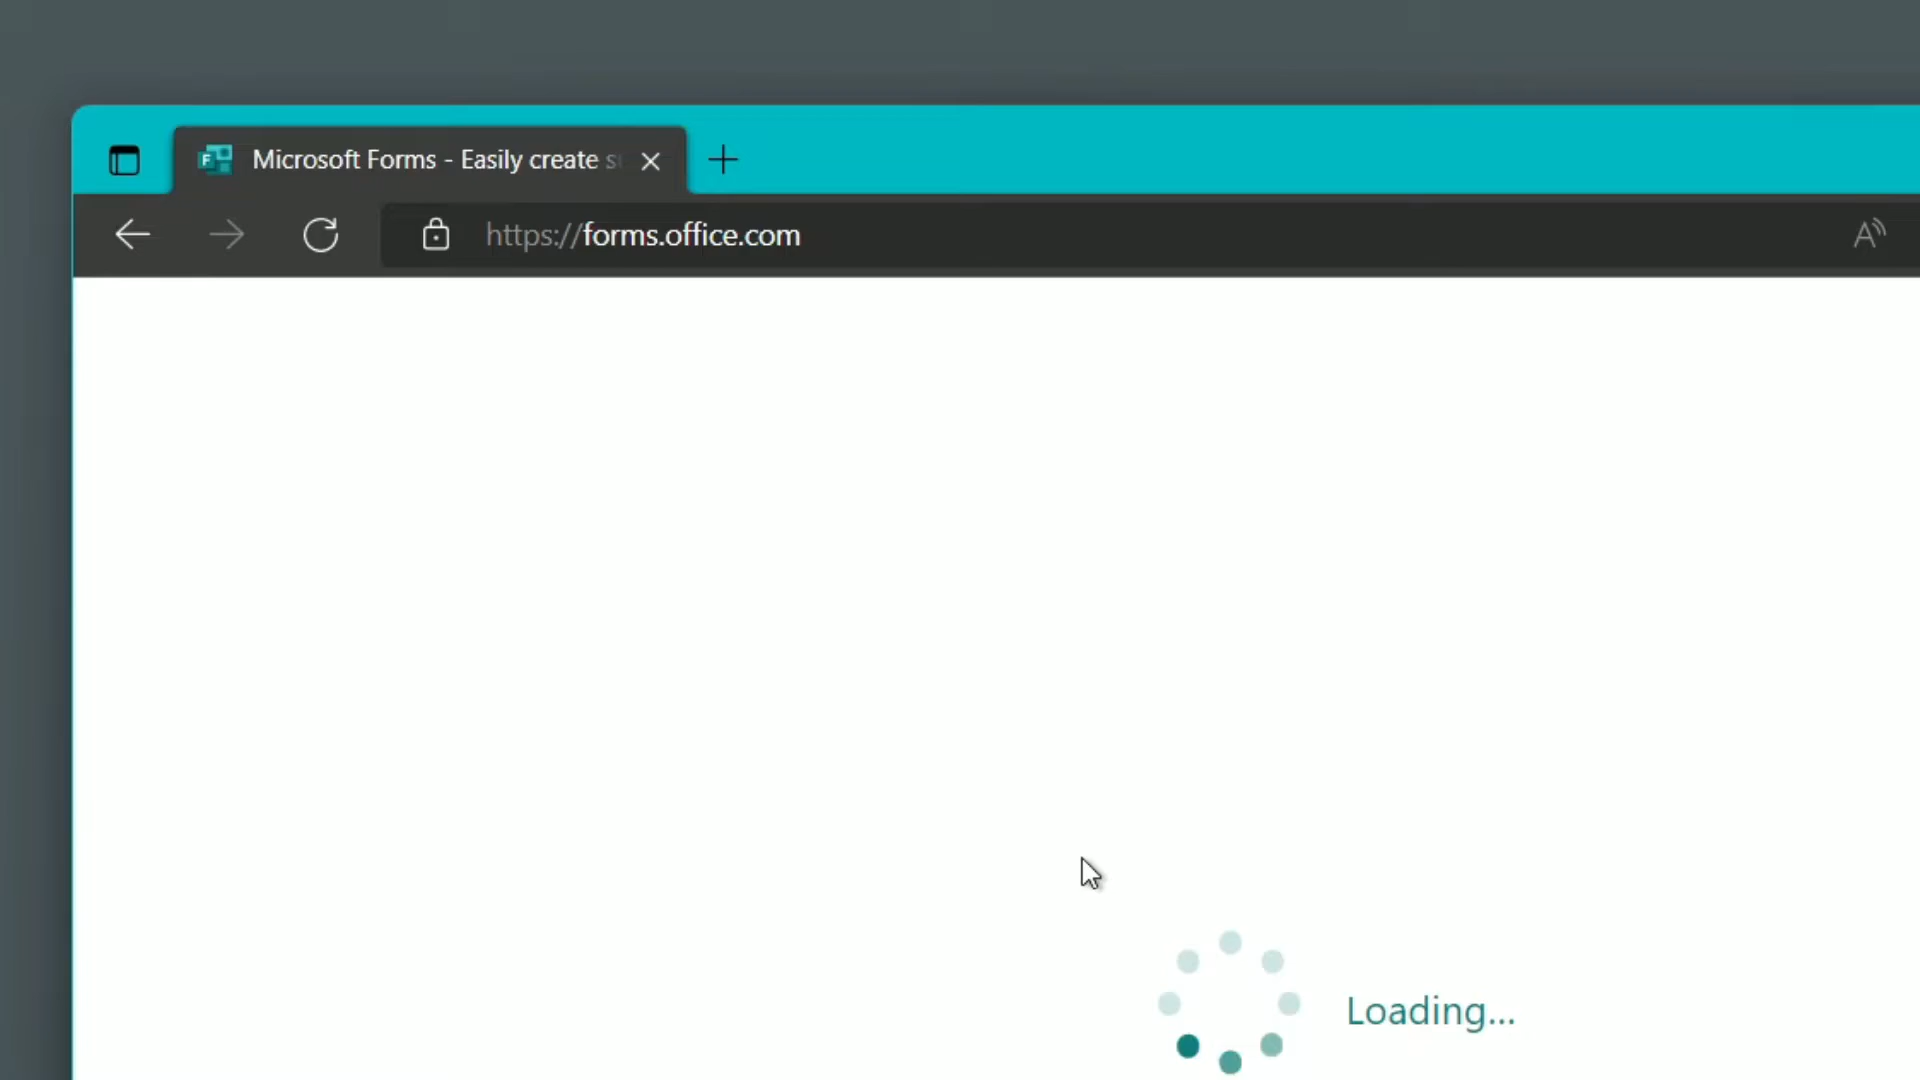 Microsoft Forms - Easily create
https://forms.office.com
Loading...